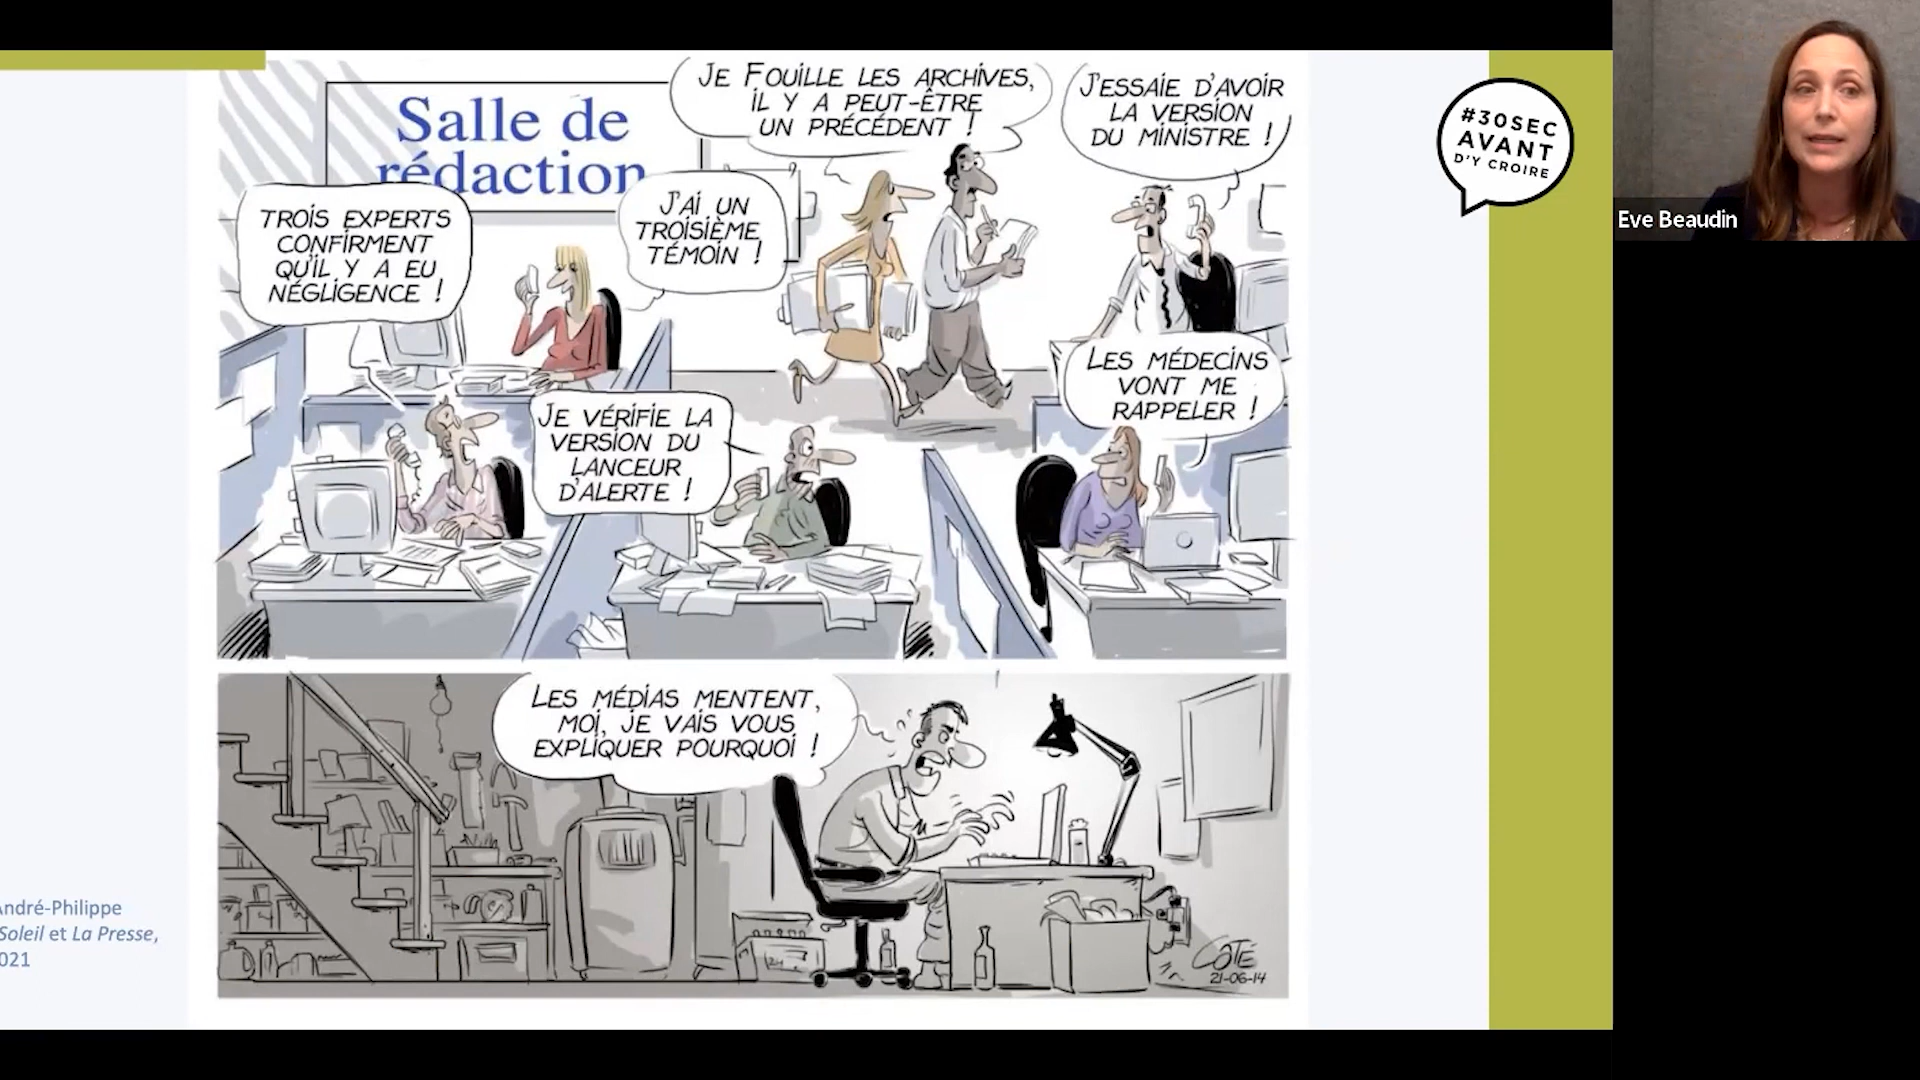 Salle de
rédaction
JE FOUILLE LES ARCHIVES,
IL Y A PEUT-ÊTRE
UN PRÉCÉDENT !
J'ESSAIE D'AVOIR
LA VERSION
DU MINISTRE !
#30SEC
AVANT
D'Y CROIRE
Eve Beaudin
TROIS EXPERTS
CONFIRMENT
QU'IL Y A EU
NÉGLIGENCE !
J'AI UN
TROISIÈME
TÉMOIN !
JE VÉRIFIE LA
VERSION DU
LANCEUR
D'ALERTE !
LES MÉDECINS
VONT ME
RAPPELER !
LES MÉDIAS MENTENT,
MOI, JE VAIS VOUS
EXPLIQUER POURQUOI !
André-Philippe
Soleil et La Presse,
021
CÔTÉ
21-06-14